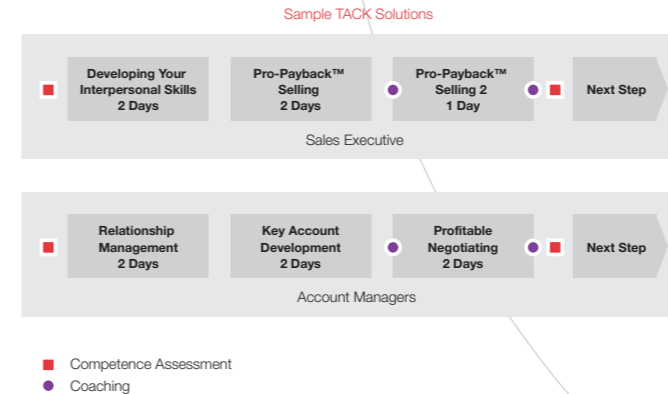 Sample TACK Solutions
Developing Your
Interpersonal Skills
2 Days
Pro-Payback™
Selling
2 Days
Pro-Payback™
Selling 2
1 Day
Next Step
Sales Executive
Relationship
Management
2 Days
Key Account
Development
2 Days
Profitable
Negotiating
2 Days
Next Step
Account Managers
Competence Assessment
Coaching